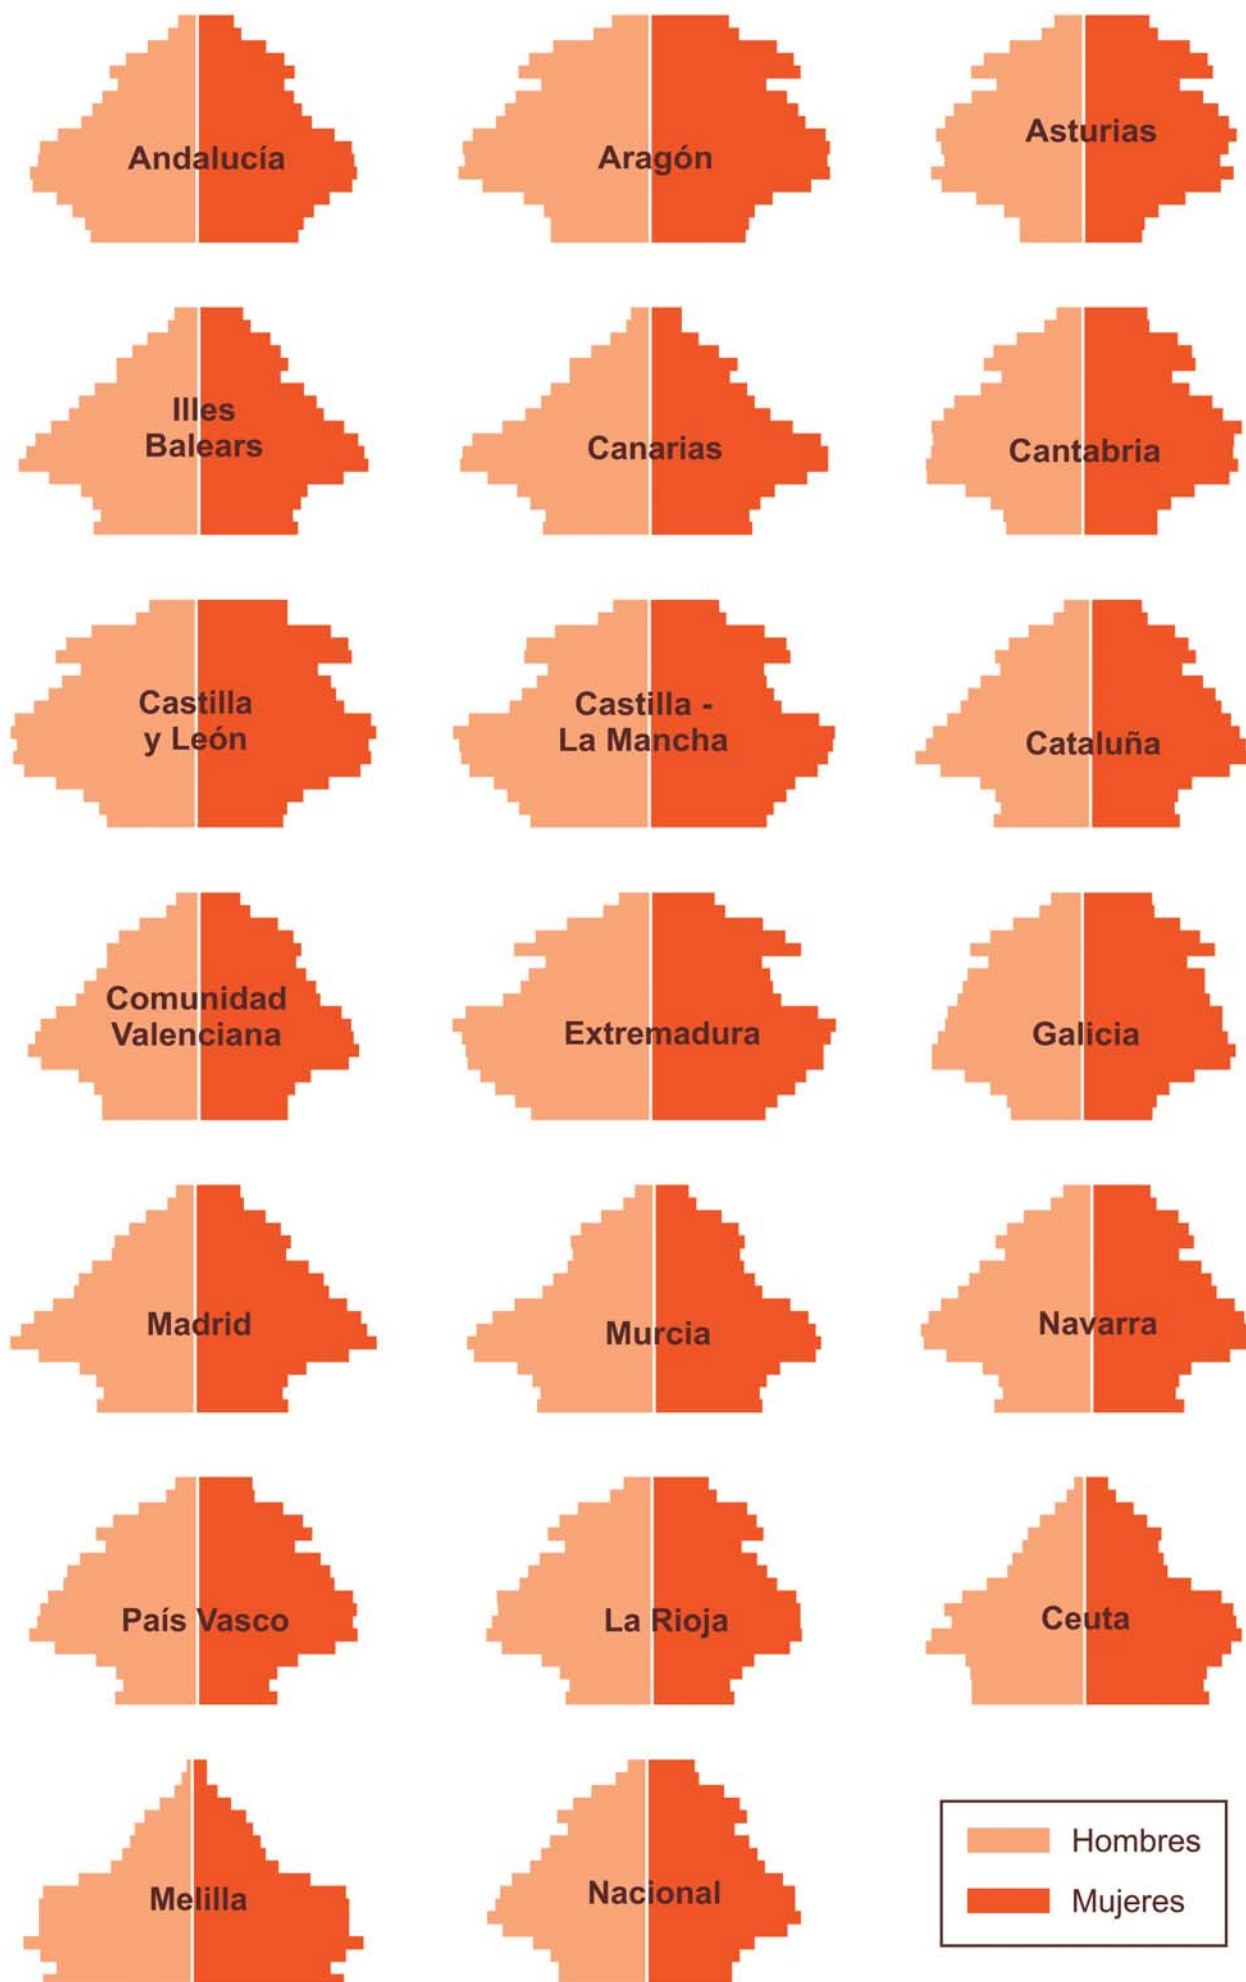 Andalucía
Aragón
Asturias
Illes
Balears
Canarias
Cantabria
Castilla
y León
Castilla -
La Mancha
Cataluña
Comunidad
Valenciana
Extremadura
Galicia
Madrid
Murcia
Navarra
País Vasco
La Rioja
Ceuta
Melilla
Nacional
Hombres
Mujeres